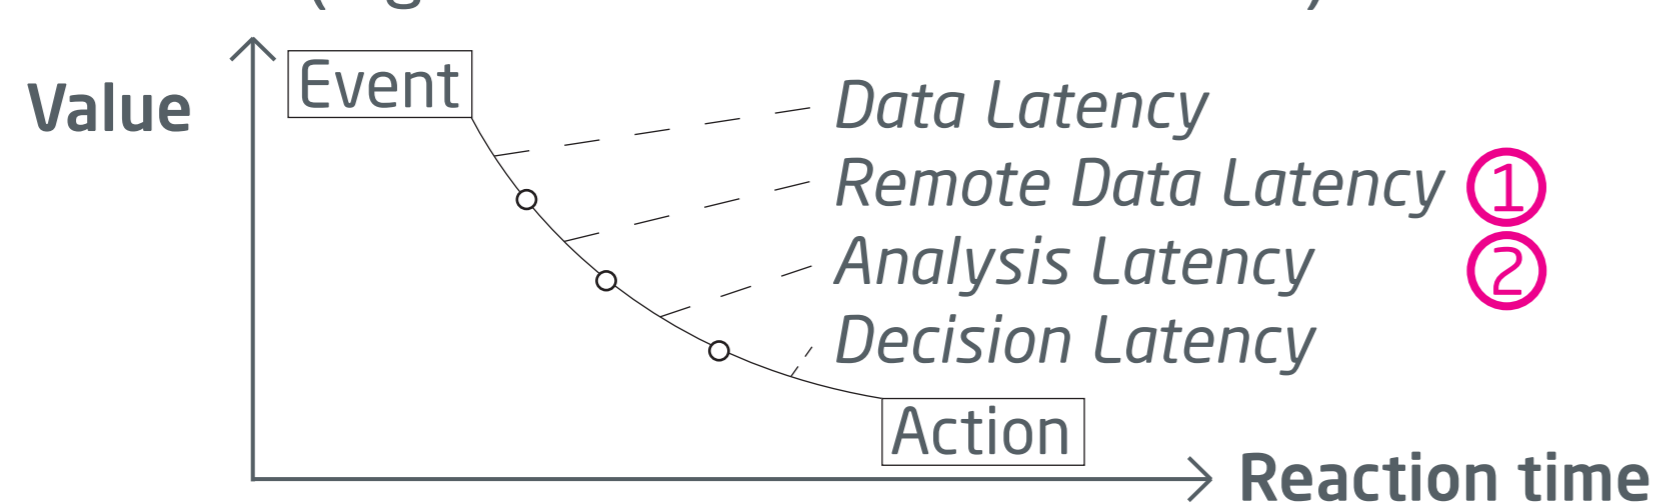 Value
Event
Data Latency
Remote Data Latency 1
Analysis Latency 2
Decision Latency
Action
Reaction time